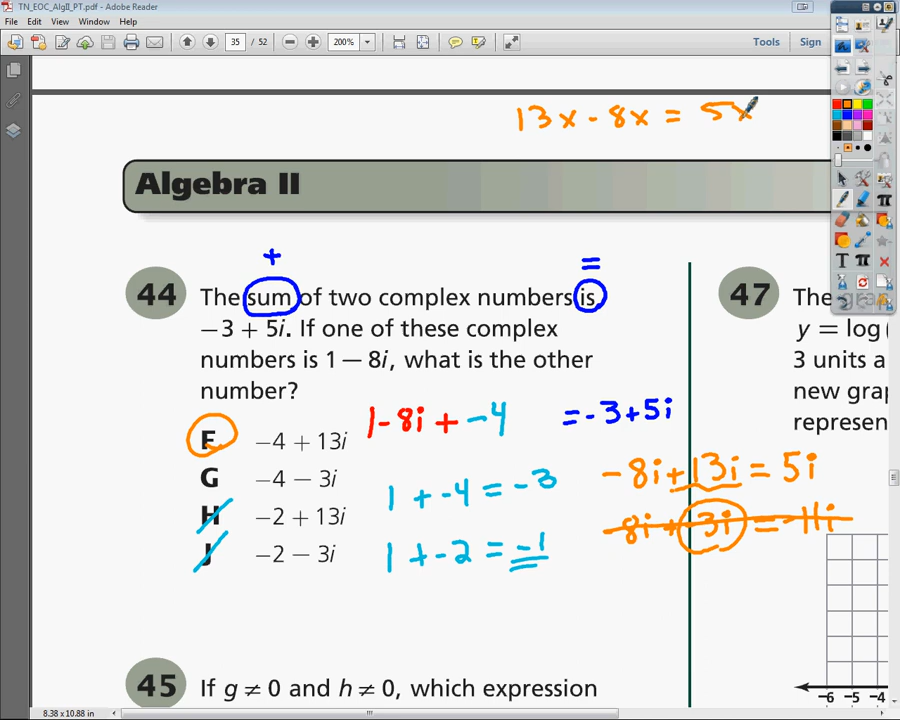 TN_EOC_AlgII_PT.pdf - Adobe Reader
File Edit View Window Help
35 / 52 200% Tools Sign
13x - 8x = 5x
Algebra II
+ =
44 The sum of two complex numbers is
−3 + 5i. If one of these complex
numbers is 1 − 8i, what is the other
number?
1-8i + -4 = -3+5i
F −4 + 13i
G −4 − 3i
H −2 + 13i
J −2 − 3i
1 + -4 = -3
1 + -2 = -1
-8i + 13i = 5i
-8i + -3i = -11i
47 The gra
y = log(
3 units a
new grap
represen
-6 -5 -4
45 If g ≠ 0 and h ≠ 0, which expression
8.38 x 10.88 in